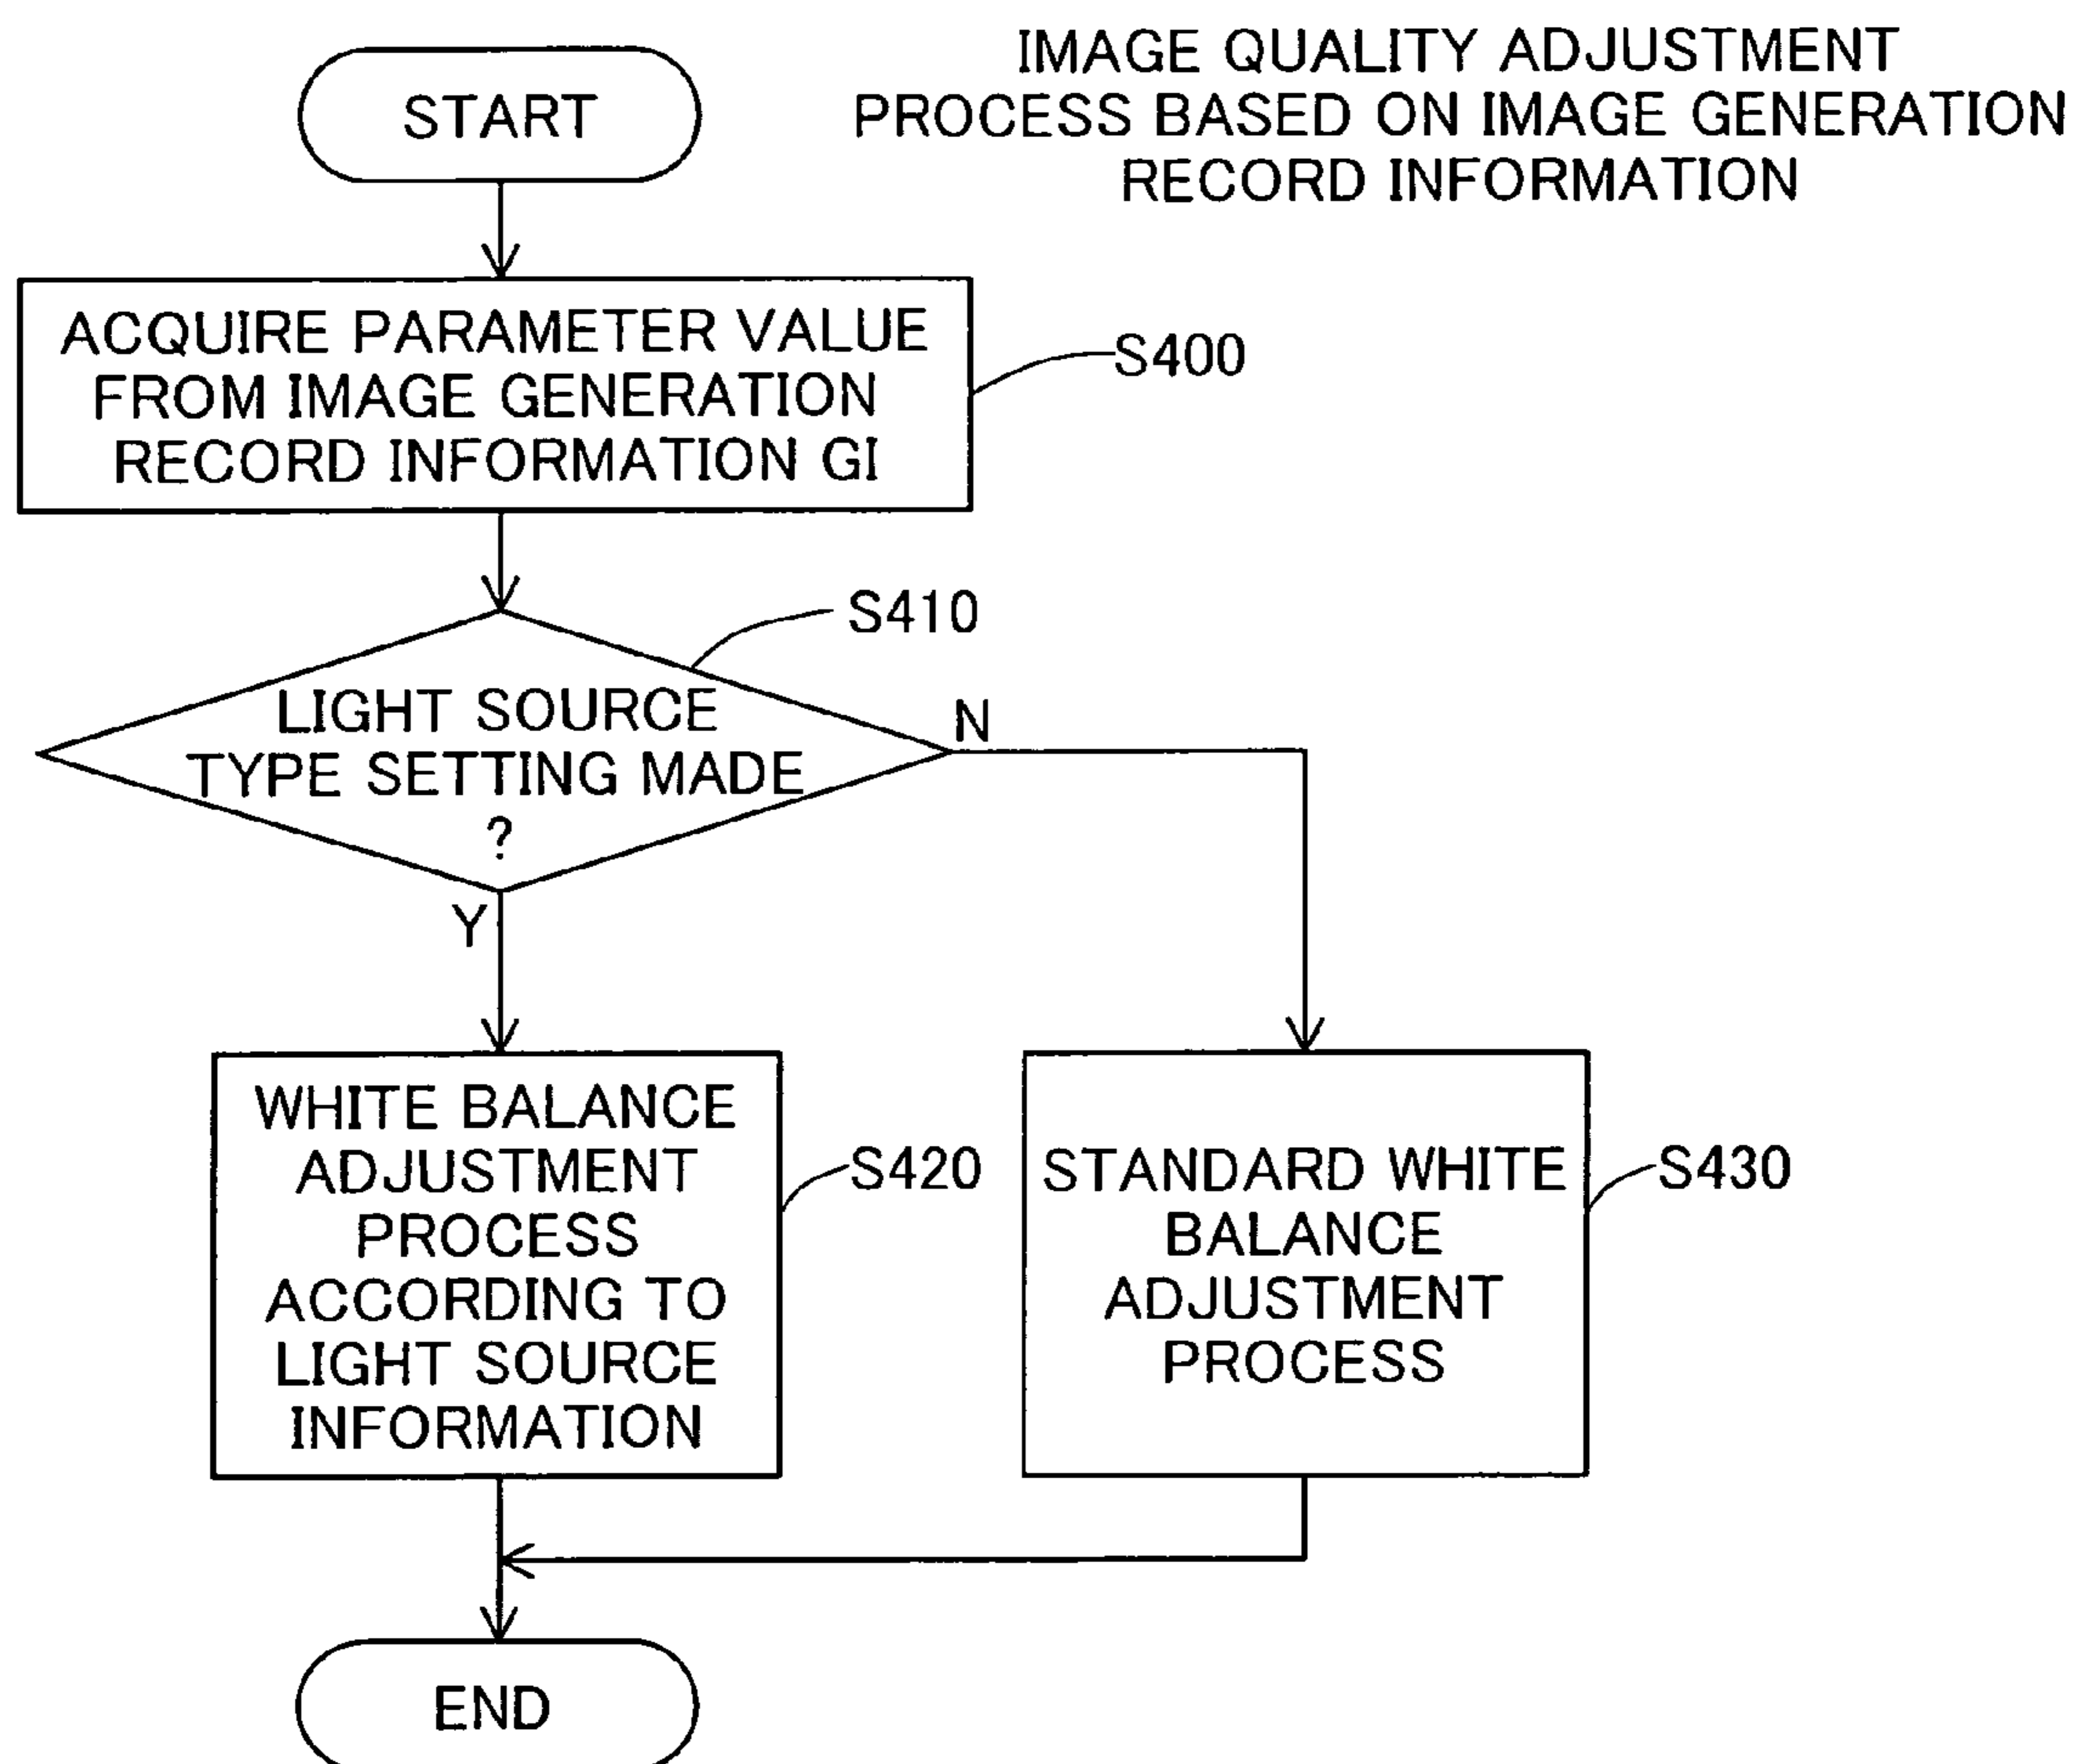 IMAGE QUALITY ADJUSTMENT
PROCESS BASED ON IMAGE GENERATION
RECORD INFORMATION
START
ACQUIRE PARAMETER VALUE
FROM IMAGE GENERATION
RECORD INFORMATION GI
S400
S410
LIGHT SOURCE
TYPE SETTING MADE
?
N
Y
WHITE BALANCE
ADJUSTMENT
PROCESS
ACCORDING TO
LIGHT SOURCE
INFORMATION
S420
STANDARD WHITE
BALANCE
ADJUSTMENT
PROCESS
S430
END